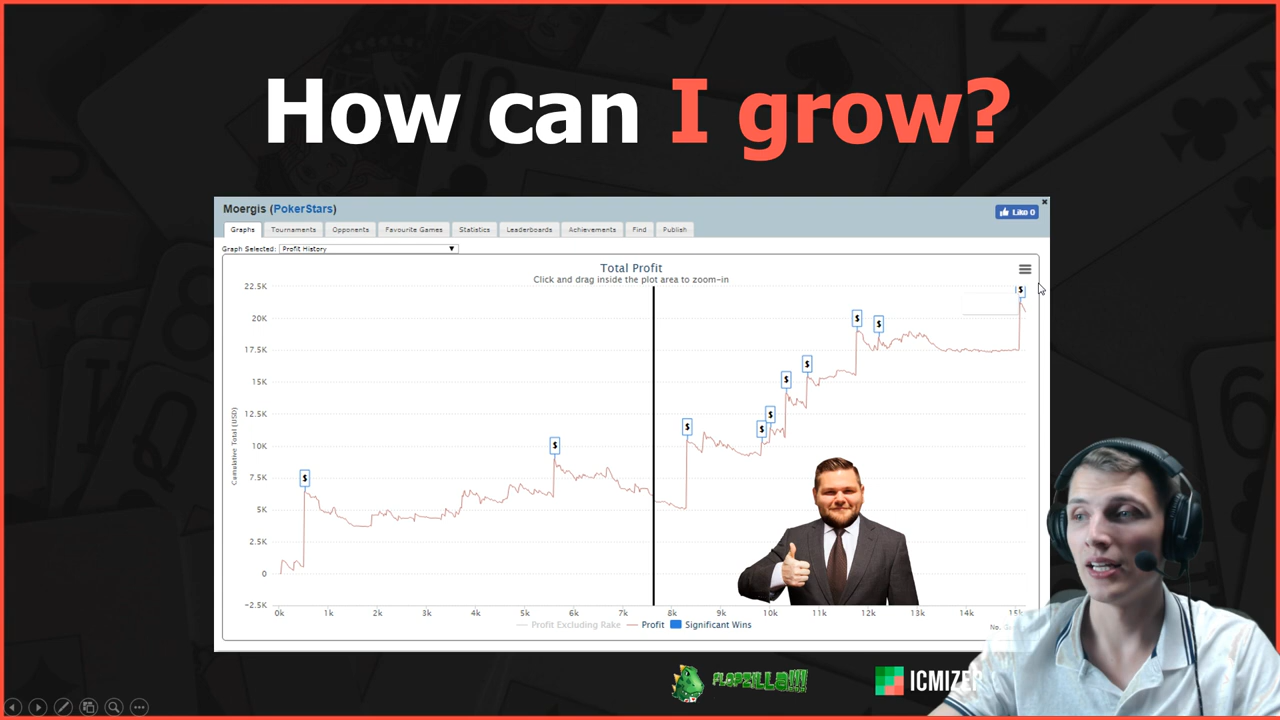 How can I grow?
Moergis (PokerStars)
Like 0
Graphs Tournaments Opponents Favourite Games Statistics Leaderboards Achievements Find Publish
Graph Selected: Profit History
Total Profit
Click and drag inside the plot area to zoom-in
22.5K
20K
17.5K
15K
12.5K
10K
7.5K
5K
2.5K
0
-2.5K
Cumulative Total (USD)
$
$
$
$
$
$
$
$
$
$
0k 1k 2k 3k 4k 5k 6k 7k 8k 9k 10k 11k 12k 13k 14k 15k
Profit Excluding Rake Profit Significant Wins
No.
FLOPZILLA!!!!
ICMIZER